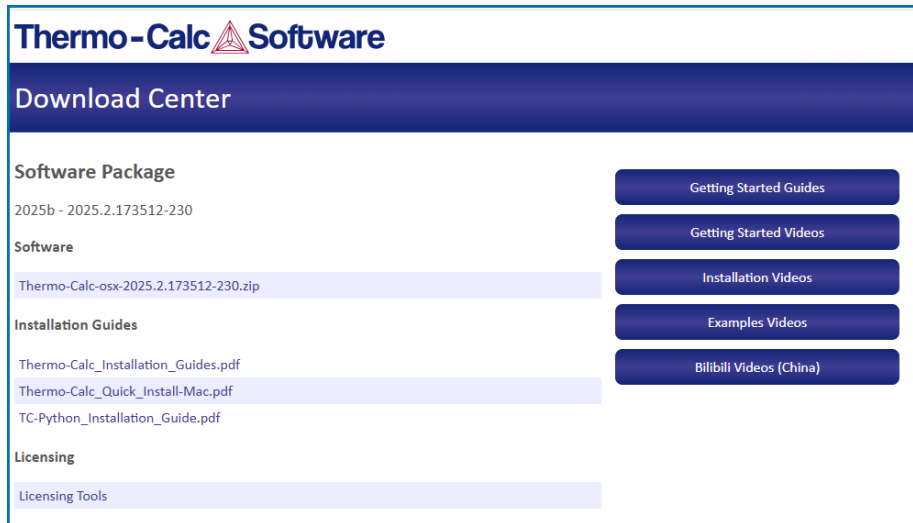 Thermo-Calc Software
Download Center
Software Package
2025b - 2025.2.173512-230
Software
Thermo-Calc-osx-2025.2.173512-230.zip
Installation Guides
Thermo-Calc_Installation_Guides.pdf
Thermo-Calc_Quick_Install-Mac.pdf
TC-Python_Installation_Guide.pdf
Licensing
Licensing Tools
Getting Started Guides
Getting Started Videos
Installation Videos
Examples Videos
Bilibili Videos (China)